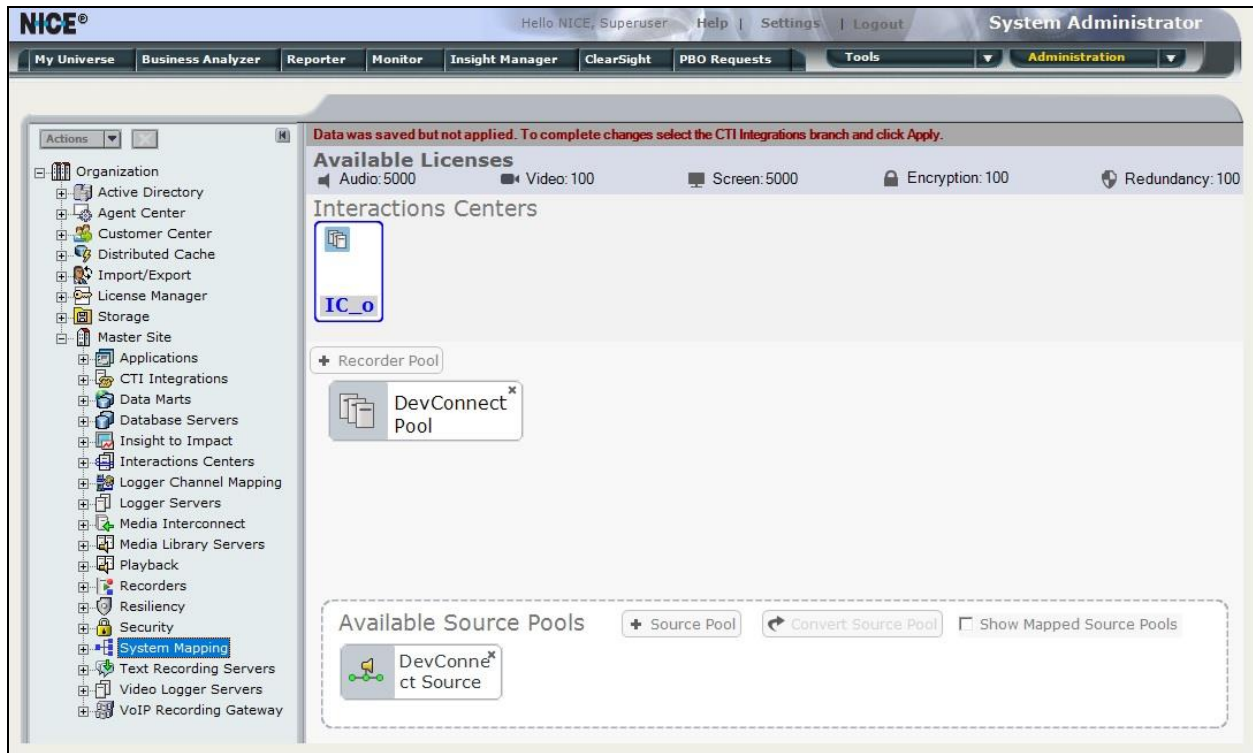 NICE®
Hello NICE, Superuser Help | Settings | Logout
System Administrator
My Universe Business Analyzer Reporter Monitor Insight Manager ClearSight PBO Requests Tools Administration
Actions
Organization
Active Directory
Agent Center
Customer Center
Distributed Cache
Import/Export
License Manager
Storage
Master Site
Applications
CTI Integrations
Data Marts
Database Servers
Insight to Impact
Interactions Centers
Logger Channel Mapping
Logger Servers
Media Interconnect
Media Library Servers
Playback
Recorders
Resiliency
Security
System Mapping
Text Recording Servers
Video Logger Servers
VoIP Recording Gateway
Data was saved but not applied. To complete changes select the CTI Integrations branch and click Apply.
Available Licenses
Audio: 5000 Video: 100 Screen: 5000 Encryption: 100 Redundancy: 100
Interactions Centers
IC_o
+ Recorder Pool
DevConnect
Pool
Available Source Pools + Source Pool Convert Source Pool Show Mapped Source Pools
DevConne
ct Source